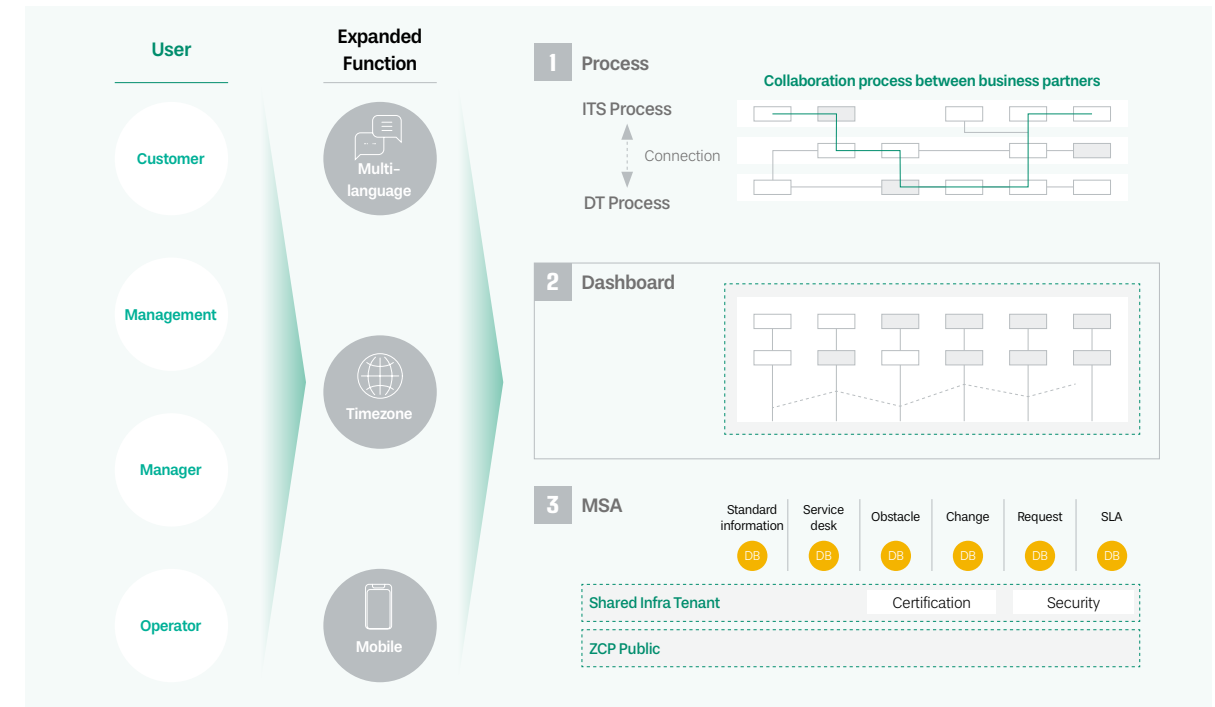 User
Customer
Management
Manager
Operator
Expanded
Function
Multi-
language
Timezone
Mobile
1
Process
Collaboration process between business partners
ITS Process
Connection
DT Process
2
Dashboard
3
MSA
Standard
information
DB
Service
desk
DB
Obstacle
DB
Change
DB
Request
DB
SLA
DB
Shared Infra Tenant
Certification
Security
ZCP Public